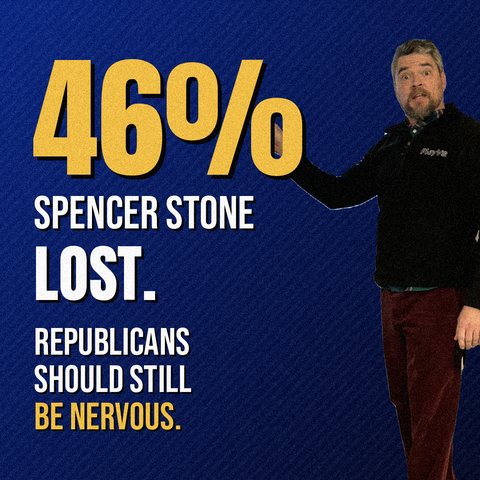 46%
SPENCER STONE
LOST.
REPUBLICANS
SHOULD STILL
BE NERVOUS.